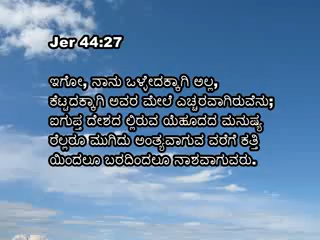 Jer 44:27
ಇಗೋ, ನಾನು ಒಳ್ಳೇದಕ್ಕಾಗಿ ಅಲ್ಲ,
ಕೆಟ್ಟದಕ್ಕಾಗಿ ಅವರ ಮೇಲೆ ಎಚ್ಚರವಾಗಿರುವೆನು;
ಐಗುಪ್ತ ದೇಶದ ಲ್ಲಿರುವ ಯೆಹೂದದ ಮನುಷ್ಯ
ರೆಲ್ಲರೂ ಮುಗಿದು ಅಂತ್ಯವಾಗುವ ವರೆಗೆ ಕತ್ತಿ
ಯಿಂದಲೂ ಬರದಿಂದಲೂ ನಾಶವಾಗುವರು.